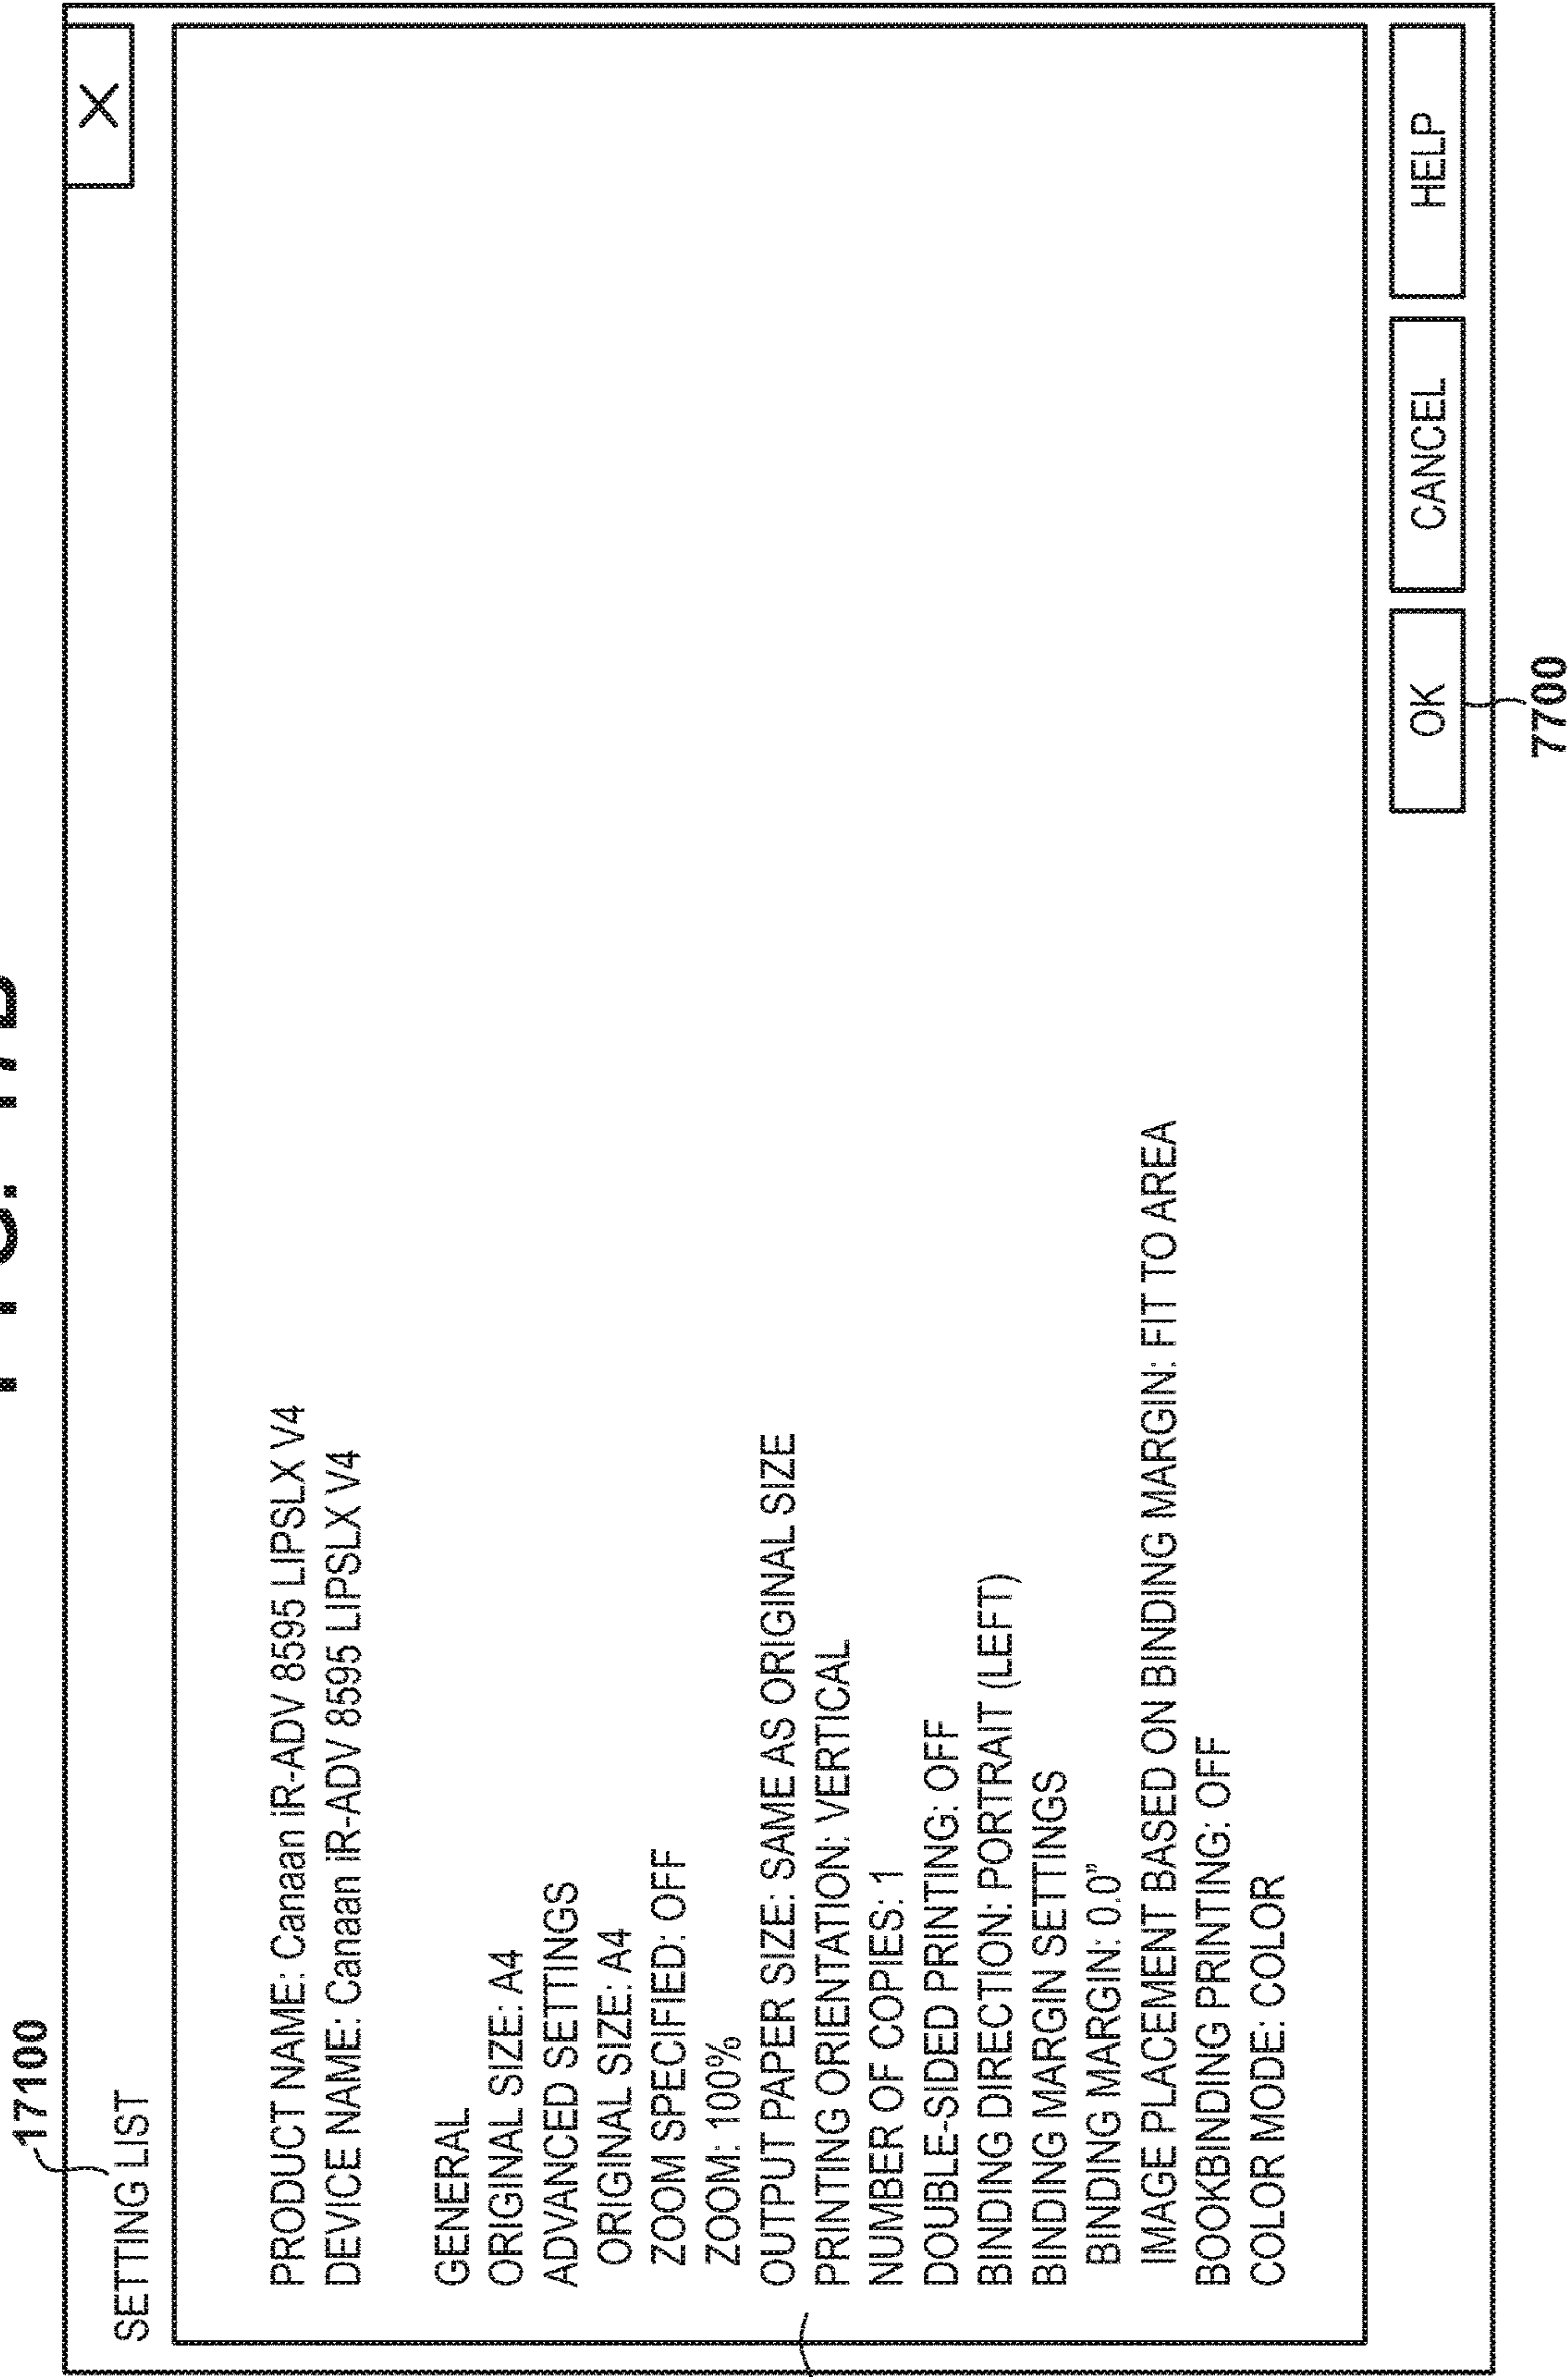 17100
SETTING LIST
X
PRODUCT NAME: Canaan iR-ADV 8595 LIPSLX V4
DEVICE NAME: Canaan iR-ADV 8595 LIPSLX V4
GENERAL
ORIGINAL SIZE: A4
ADVANCED SETTINGS
ORIGINAL SIZE: A4
ZOOM SPECIFIED: OFF
ZOOM: 100%
OUTPUT PAPER SIZE: SAME AS ORIGINAL SIZE
PRINTING ORIENTATION: VERTICAL
NUMBER OF COPIES: 1
DOUBLE-SIDED PRINTING: OFF
BINDING DIRECTION: PORTRAIT (LEFT)
BINDING MARGIN SETTINGS
BINDING MARGIN: 0.0”
IMAGE PLACEMENT BASED ON BINDING MARGIN: FIT TO AREA
BOOKBINDING PRINTING: OFF
COLOR MODE: COLOR
OK CANCEL HELP
7700